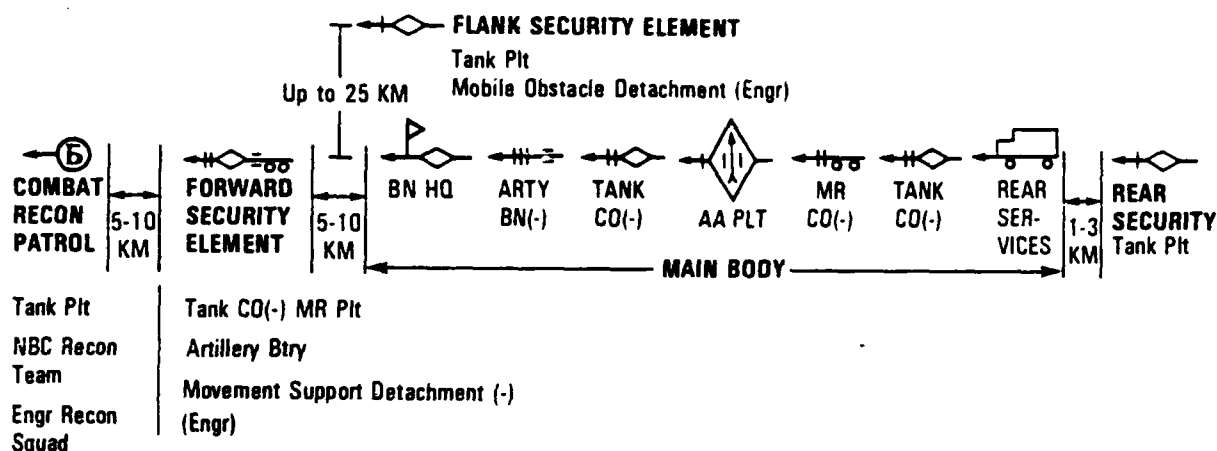 FLANK SECURITY ELEMENT
Tank Plt
Mobile Obstacle Detachment (Engr)
Up to 25 KM
Б
COMBAT
RECON
PATROL
5-10
KM
FORWARD
SECURITY
ELEMENT
5-10
KM
BN HQ
ARTY
BN(-)
TANK
CO(-)
AA PLT
MR
CO(-)
TANK
CO(-)
REAR
SER-
VICES
1-3
KM
REAR
SECURITY
Tank Plt
MAIN BODY
Tank Plt
NBC Recon
Team
Engr Recon
Squad
Tank CO(-) MR Plt
Artillery Btry
Movement Support Detachment (-)
(Engr)